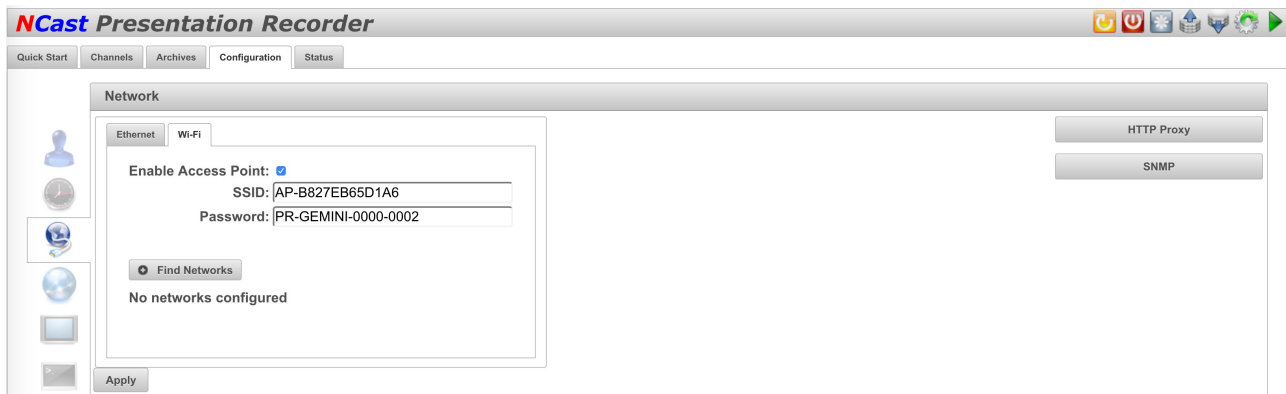 NCast Presentation Recorder
Quick Start Channels Archives Configuration Status
Network
Ethernet Wi-Fi
HTTP Proxy
SNMP
Enable Access Point:
SSID: AP-B827EB65D1A6
Password: PR-GEMINI-0000-0002
Find Networks
No networks configured
Apply